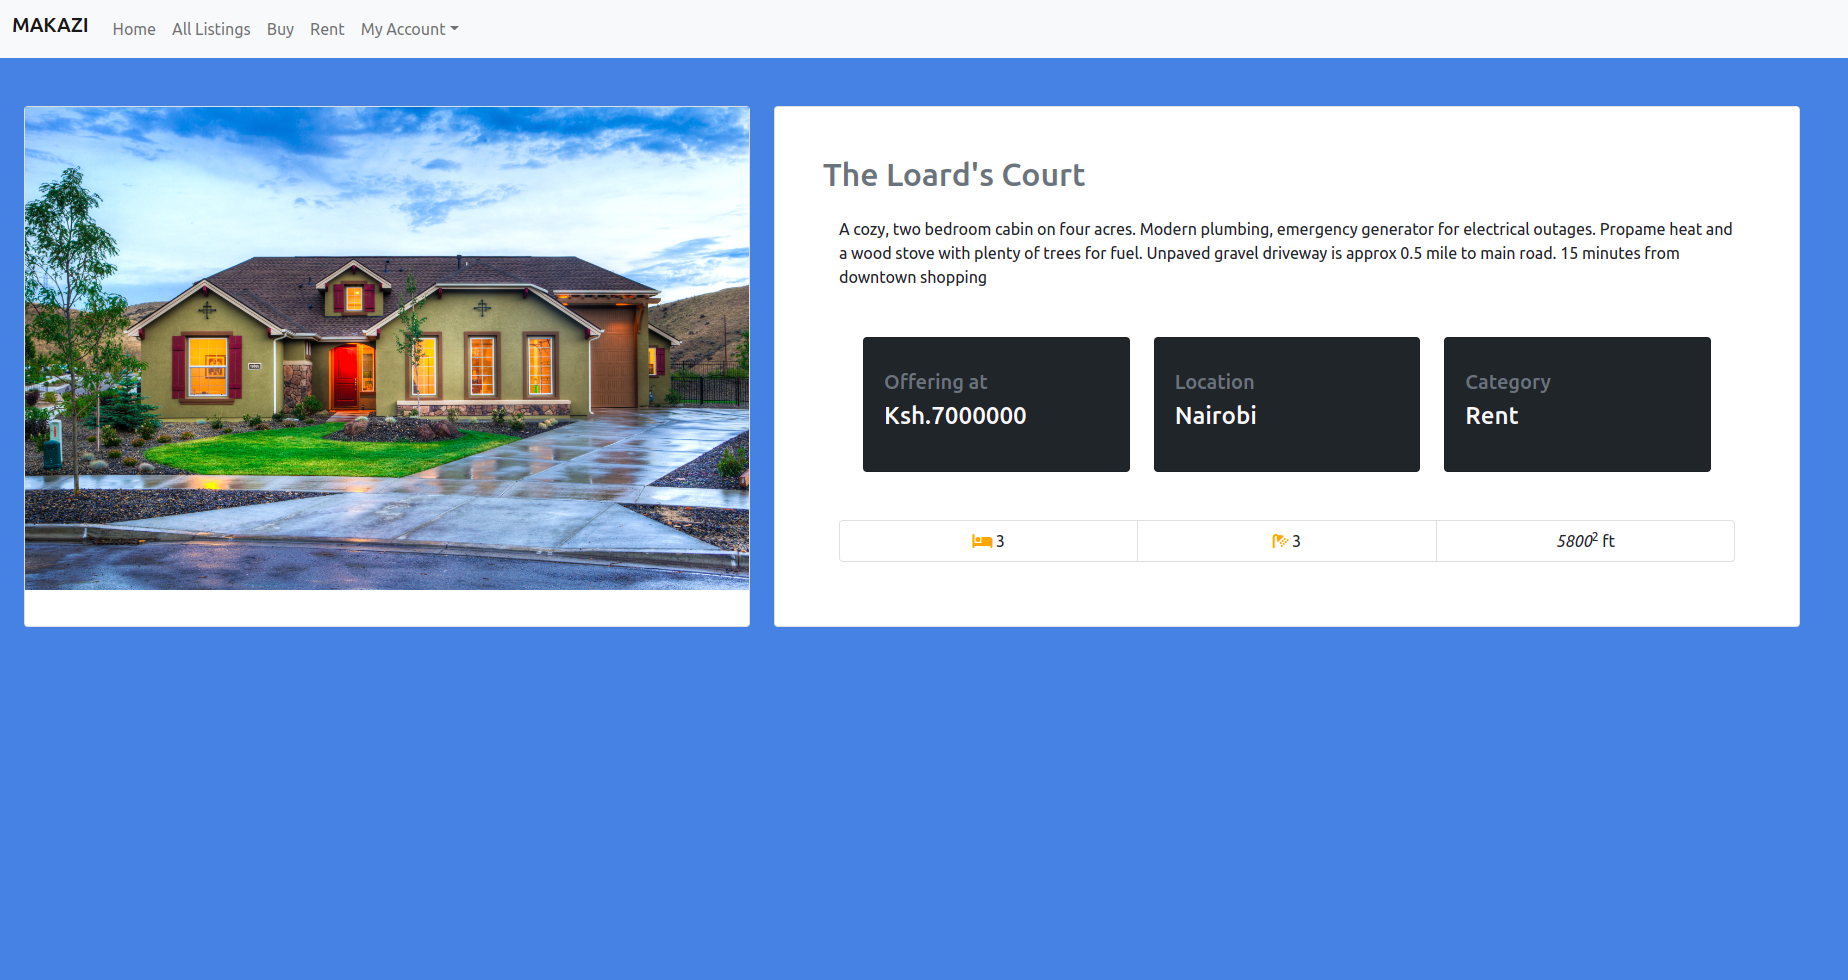 MAKAZI Home All Listings Buy Rent My Account
The Loard's Court
A cozy, two bedroom cabin on four acres. Modern plumbing, emergency generator for electrical outages. Propame heat and
a wood stove with plenty of trees for fuel. Unpaved gravel driveway is approx 0.5 mile to main road. 15 minutes from
downtown shopping
Offering at
Ksh.7000000
Location
Nairobi
Category
Rent
3
3
5800² ft